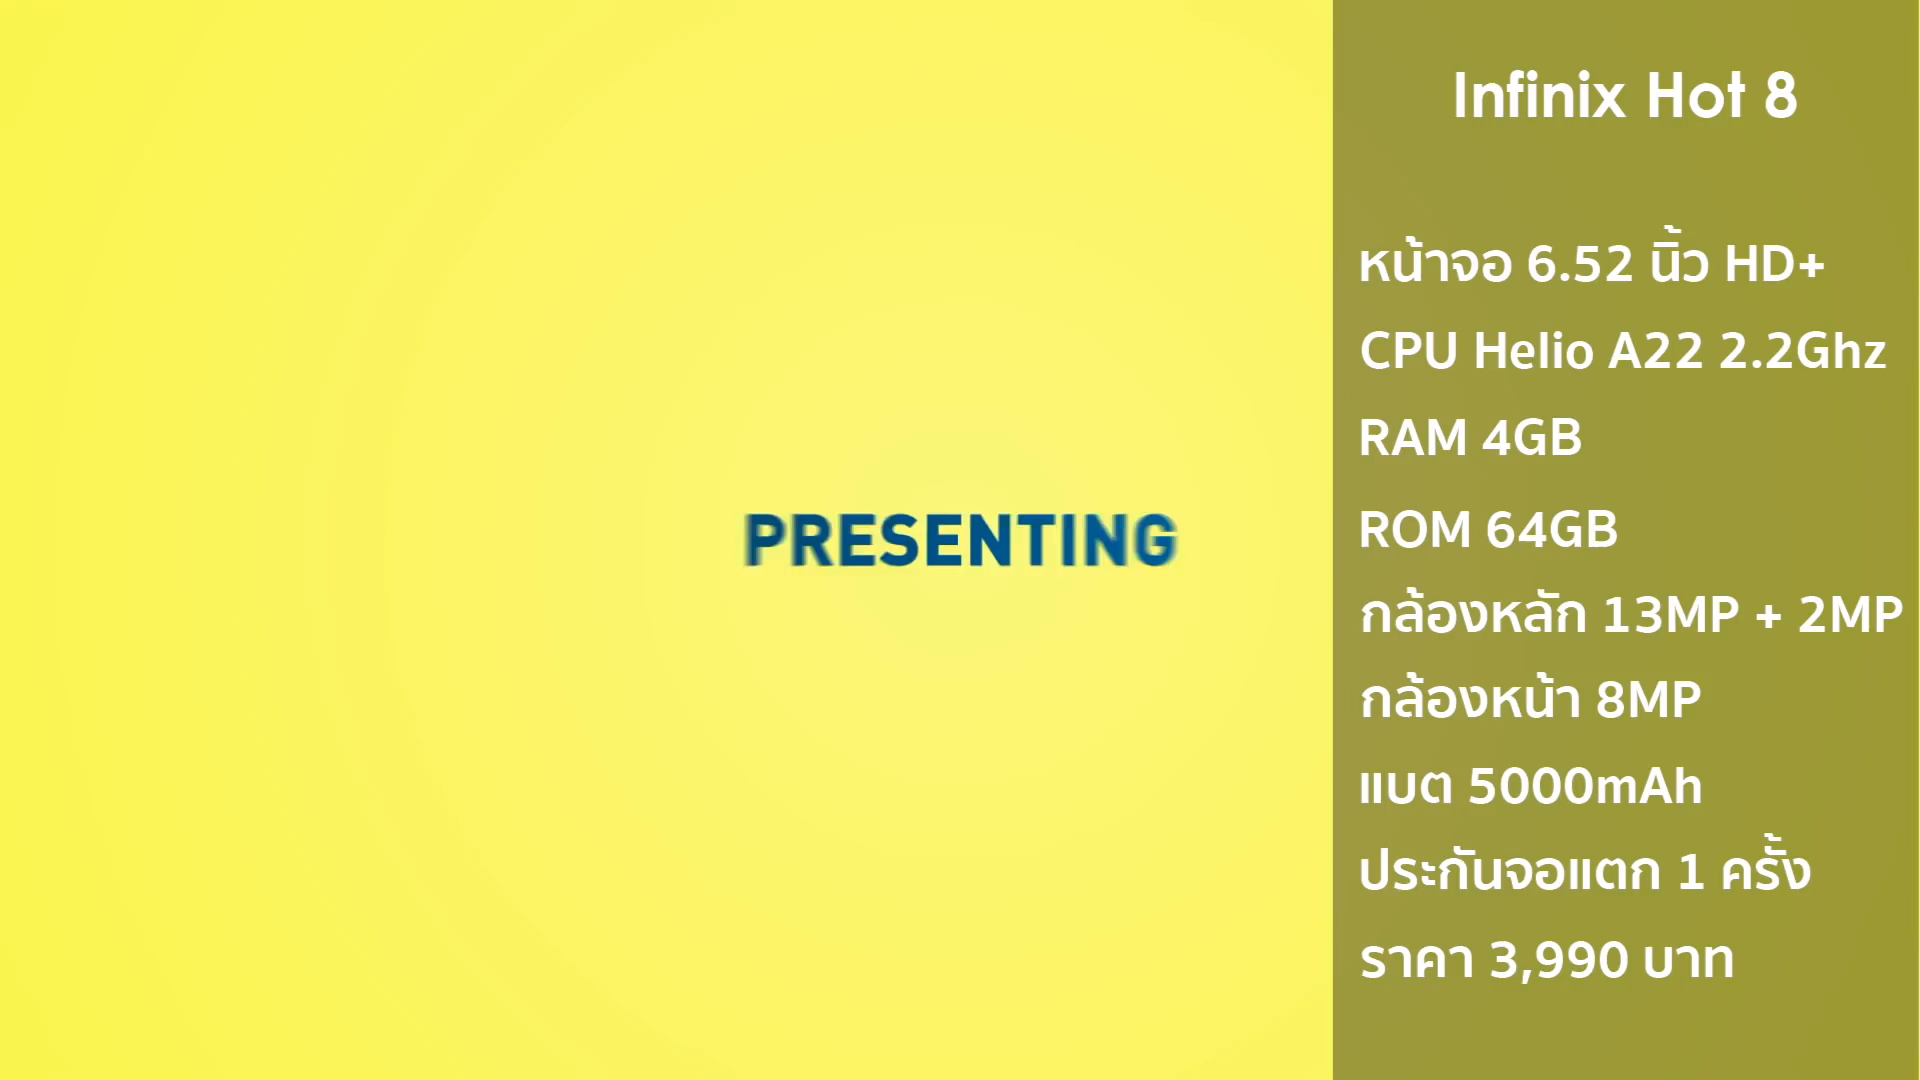 PRESENTING
Infinix Hot 8
หน้าจอ 6.52 นิ้ว HD+
CPU Helio A22 2.2Ghz
RAM 4GB
ROM 64GB
กล้องหลัก 13MP + 2MP
กล้องหน้า 8MP
แบต 5000mAh
ประกันจอแตก 1 ครั้ง
ราคา 3,990 บาท